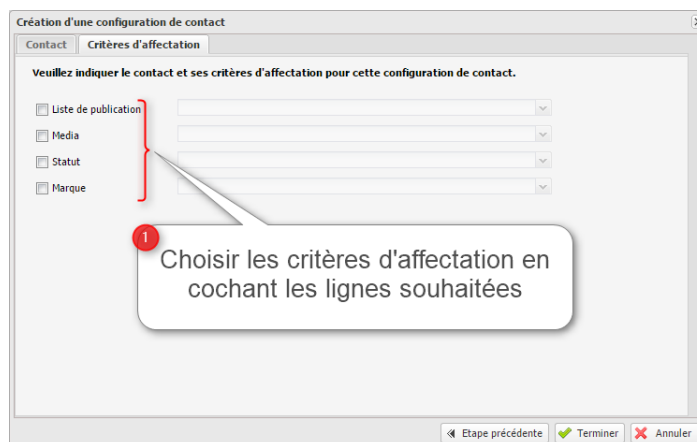 Création d'une configuration de contact
Contact
Critères d'affectation
Veuillez indiquer le contact et ses critères d'affectation pour cette configuration de contact.
Liste de publication
Media
Statut
Marque
1
Choisir les critères d'affectation en
cochant les lignes souhaitées
Etape précédente
Terminer
Annuler